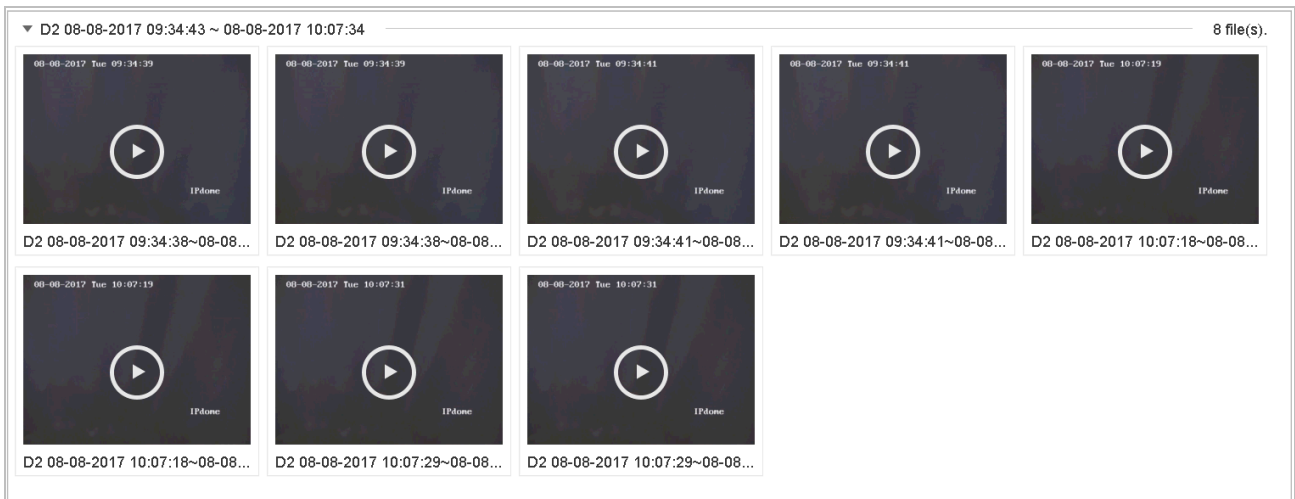 D2 08-08-2017 09:34:43 ~ 08-08-2017 10:07:34 8 file(s).
08-08-2017 Tue 09:34:39
IPdome
D2 08-08-2017 09:34:38~08-08...
08-08-2017 Tue 09:34:39
IPdome
D2 08-08-2017 09:34:38~08-08...
08-08-2017 Tue 09:34:41
IPdome
D2 08-08-2017 09:34:41~08-08...
08-08-2017 Tue 09:34:41
IPdome
D2 08-08-2017 09:34:41~08-08...
08-08-2017 Tue 10:07:19
IPdome
D2 08-08-2017 10:07:18~08-08...
08-08-2017 Tue 10:07:19
IPdome
D2 08-08-2017 10:07:18~08-08...
08-08-2017 Tue 10:07:31
IPdome
D2 08-08-2017 10:07:29~08-08...
08-08-2017 Tue 10:07:31
IPdome
D2 08-08-2017 10:07:29~08-08...